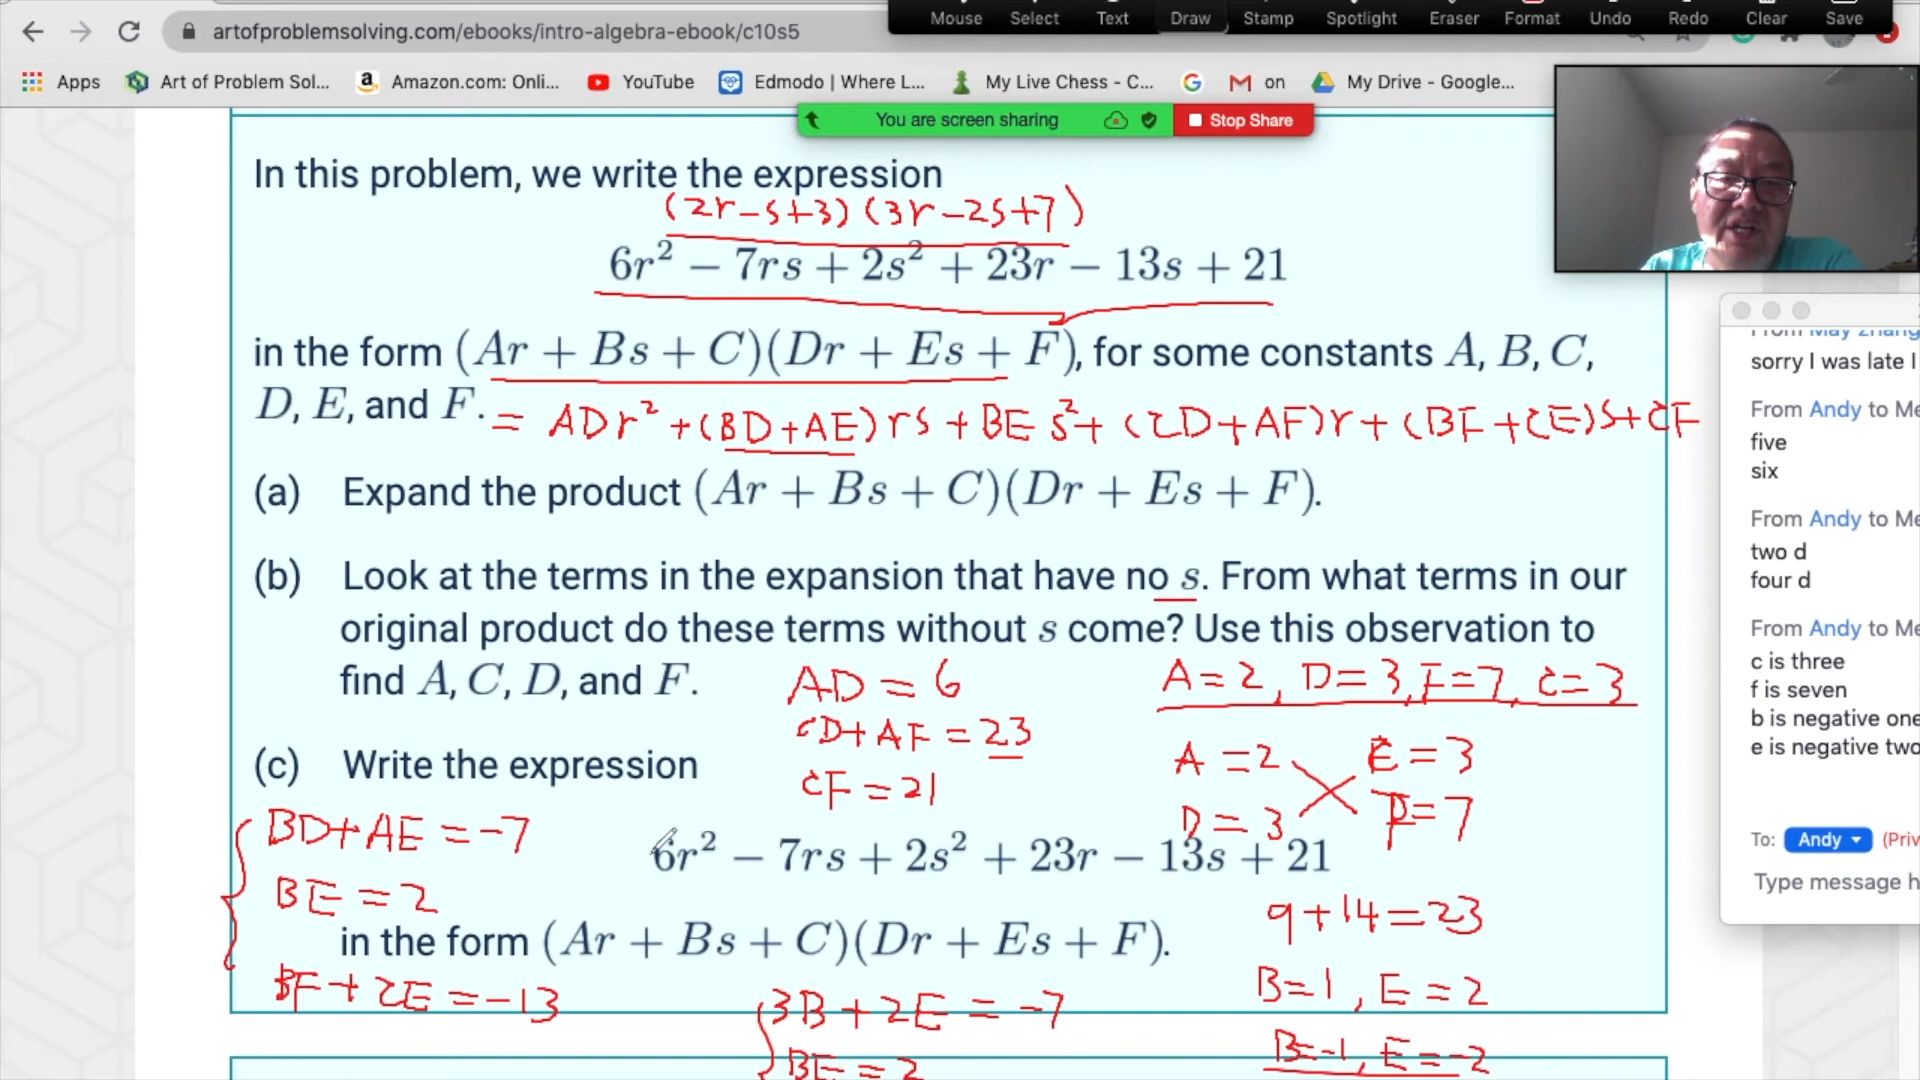 Mouse Select Text Draw Stamp Spotlight Eraser Format Undo Redo Clear Save
artofproblemsolving.com/ebooks/intro-algebra-ebook/c10s5
Apps Art of Problem Sol... Amazon.com: Onli... YouTube Edmodo | Where L... My Live Chess - C... on My Drive - Google...
You are screen sharing Stop Share
In this problem, we write the expression
(2r-s+3)(3r-2s+7)
6r² − 7rs + 2s² + 23r − 13s + 21
in the form (Ar + Bs + C)(Dr + Es + F), for some constants A, B, C,
D, E, and F.
= ADr² + (BD+AE)rs + BE s² + (CD+AF)r + (BF+CE)s + CF
(a) Expand the product (Ar + Bs + C)(Dr + Es + F).
(b) Look at the terms in the expansion that have no s. From what terms in our
original product do these terms without s come? Use this observation to
find A, C, D, and F.
AD = 6
CD+AF = 23
CF = 21
A=2, D=3, F=7, C=3
A=2 C=3
D=3 F=7
(c) Write the expression
BD+AE = -7
BE = 2
BF+CE = -13
6r² − 7rs + 2s² + 23r − 13s + 21
9+14=23
in the form (Ar + Bs + C)(Dr + Es + F).
B=1, E=2
B=-1, E=-2
3B+2E = -7
BE = 2
From May Zhang
sorry I was late I
From Andy to Me
five
six
From Andy to Me
two d
four d
From Andy to Me
c is three
f is seven
b is negative one
e is negative two
To: Andy (Priv
Type message h